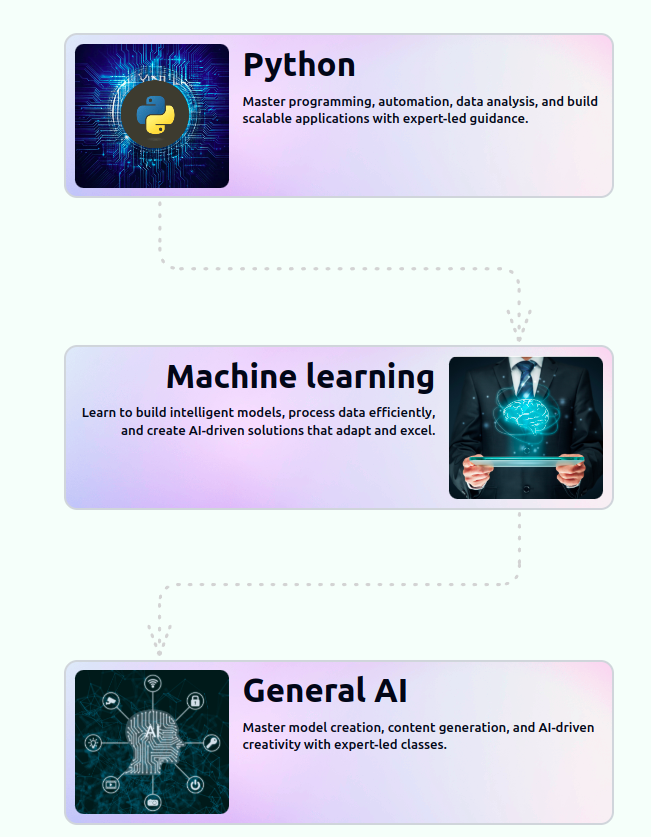 Python
Master programming, automation, data analysis, and build
scalable applications with expert-led guidance.
Machine learning
Learn to build intelligent models, process data efficiently,
and create AI-driven solutions that adapt and excel.
General AI
Master model creation, content generation, and AI-driven
creativity with expert-led classes.
AI